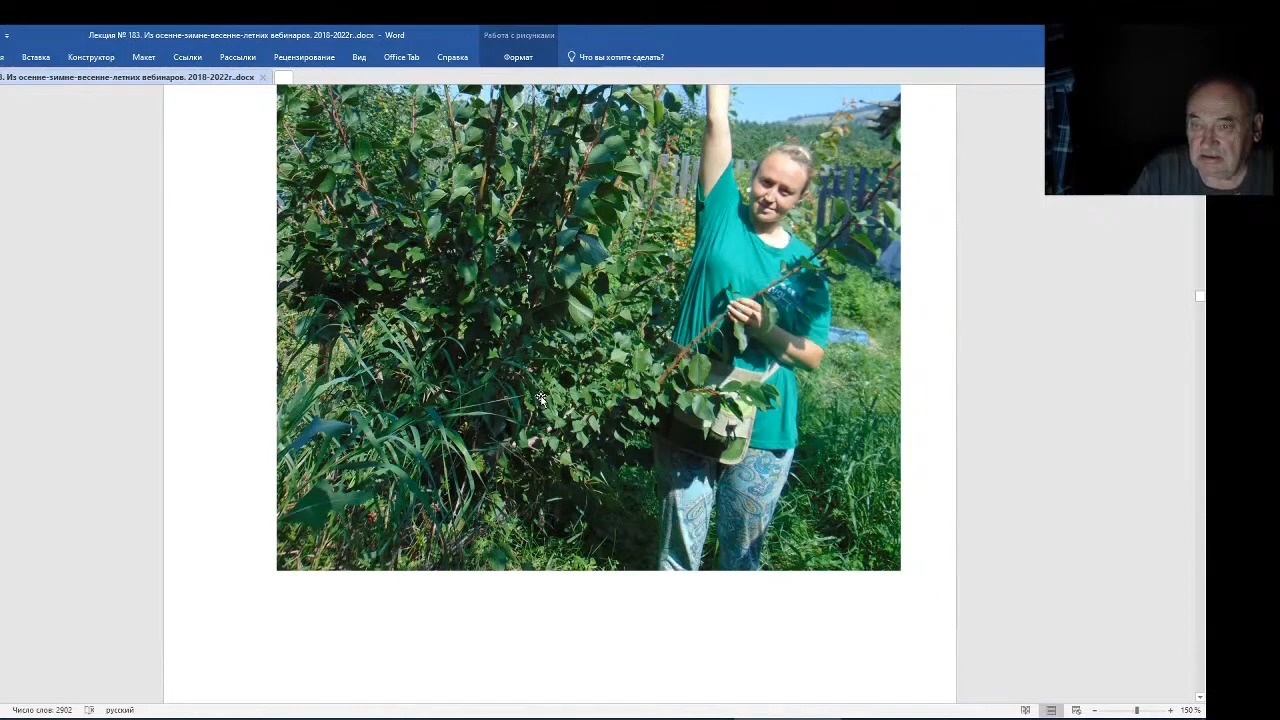 Лекция № 183. Из осенне-зимне-весенне-летних вебинаров. 2018-2022г..docx - Word
Работа с рисунками
Вставка Конструктор Макет Ссылки Рассылки Рецензирование Вид Office Tab Справка Формат Что вы хотите сделать?
3. Из осенне-зимне-весенне-летних вебинаров. 2018-2022г..docx
Число слов: 2902 русский 150 %